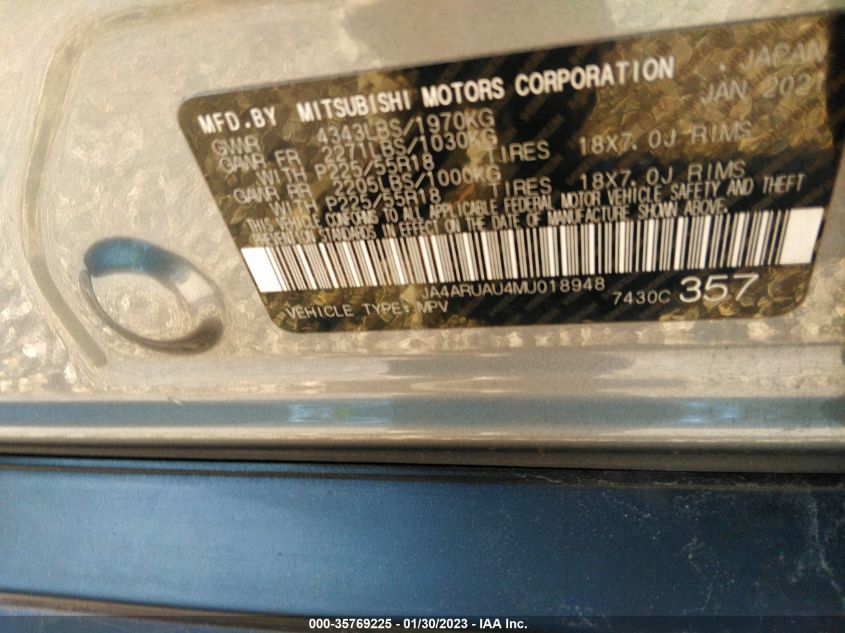 MFD.BY MITSUBISHI MOTORS CORPORATION , JAPAN
JAN 2021
GVWR 4343LBS/1970KG
GAWR FR 2271LBS/1030KG
WITH P225/55R18 TIRES 18X7.0J RIMS
GAWR RR 2205LBS/1000KG
WITH P225/55R18 TIRES 18X7.0J RIMS
THIS VEHICLE CONFORMS TO ALL APPLICABLE FEDERAL MOTOR VEHICLE SAFETY AND THEFT
PREVENTION STANDARDS IN EFFECT ON THE DATE OF MANUFACTURE SHOWN ABOVE.
JA4ARUAU4MU018948 7430C 357
VEHICLE TYPE:MPV
000-35769225 - 01/30/2023 - IAA Inc.